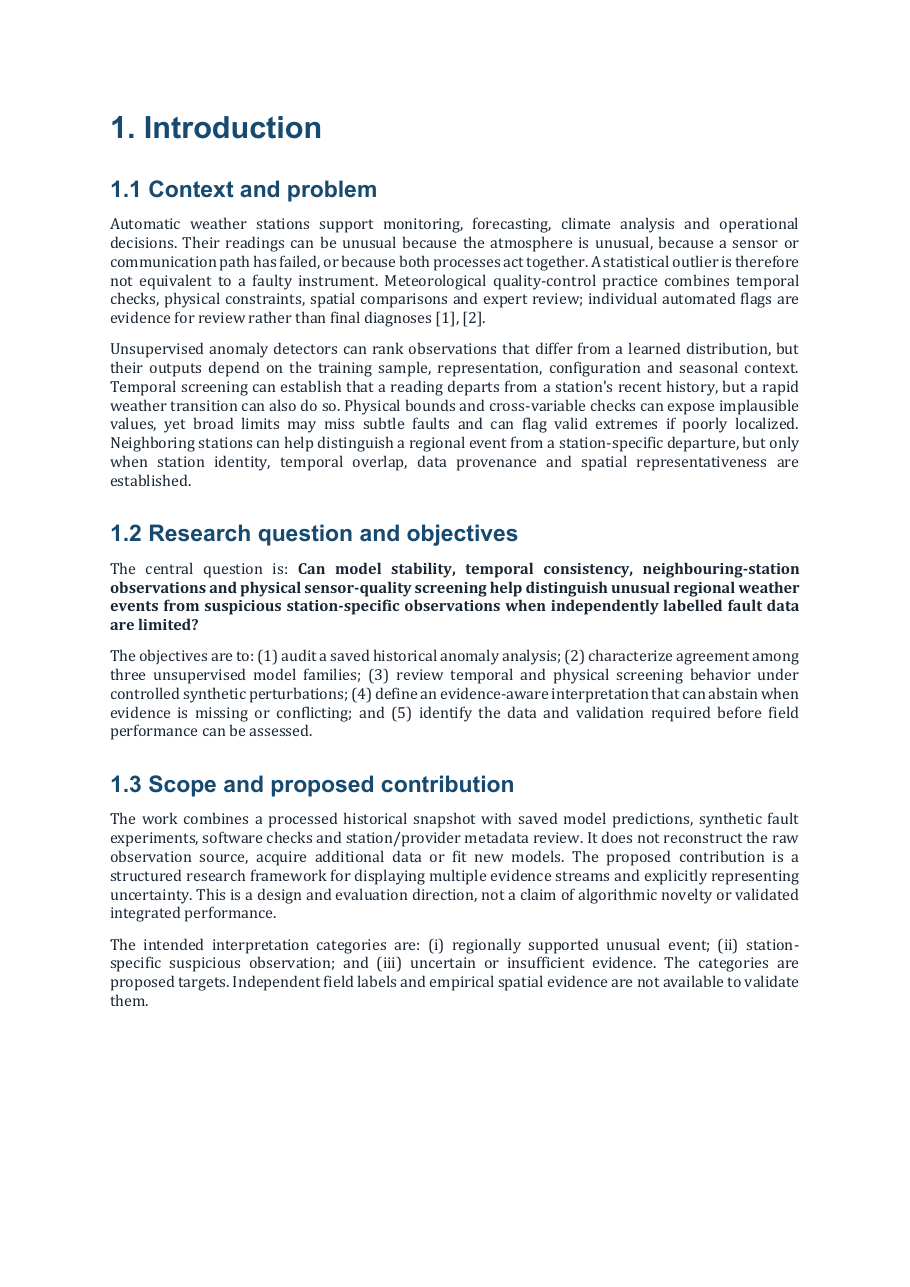 1. Introduction
1.1 Context and problem
Automatic weather stations support monitoring, forecasting, climate analysis and operational
decisions. Their readings can be unusual because the atmosphere is unusual, because a sensor or
communication path has failed, or because both processes act together. A statistical outlier is therefore
not equivalent to a faulty instrument. Meteorological quality-control practice combines temporal
checks, physical constraints, spatial comparisons and expert review; individual automated flags are
evidence for review rather than final diagnoses [1], [2].
Unsupervised anomaly detectors can rank observations that differ from a learned distribution, but
their outputs depend on the training sample, representation, configuration and seasonal context.
Temporal screening can establish that a reading departs from a station's recent history, but a rapid
weather transition can also do so. Physical bounds and cross-variable checks can expose implausible
values, yet broad limits may miss subtle faults and can flag valid extremes if poorly localized.
Neighboring stations can help distinguish a regional event from a station-specific departure, but only
when station identity, temporal overlap, data provenance and spatial representativeness are
established.
1.2 Research question and objectives
The central question is: Can model stability, temporal consistency, neighbouring-station
observations and physical sensor-quality screening help distinguish unusual regional weather
events from suspicious station-specific observations when independently labelled fault data
are limited?
The objectives are to: (1) audit a saved historical anomaly analysis; (2) characterize agreement among
three unsupervised model families; (3) review temporal and physical screening behavior under
controlled synthetic perturbations; (4) define an evidence-aware interpretation that can abstain when
evidence is missing or conflicting; and (5) identify the data and validation required before field
performance can be assessed.
1.3 Scope and proposed contribution
The work combines a processed historical snapshot with saved model predictions, synthetic fault
experiments, software checks and station/provider metadata review. It does not reconstruct the raw
observation source, acquire additional data or fit new models. The proposed contribution is a
structured research framework for displaying multiple evidence streams and explicitly representing
uncertainty. This is a design and evaluation direction, not a claim of algorithmic novelty or validated
integrated performance.
The intended interpretation categories are: (i) regionally supported unusual event; (ii) station-
specific suspicious observation; and (iii) uncertain or insufficient evidence. The categories are
proposed targets. Independent field labels and empirical spatial evidence are not available to validate
them.